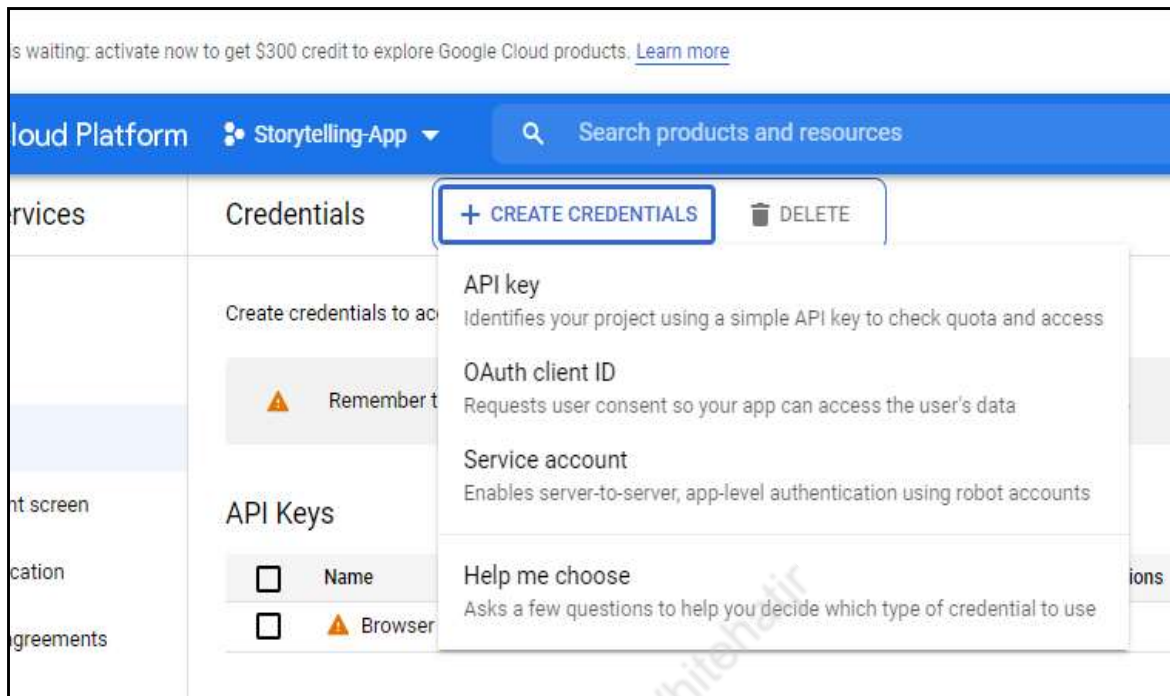 s waiting: activate now to get $300 credit to explore Google Cloud products. Learn more
loud Platform Storytelling-App Search products and resources
ervices Credentials + CREATE CREDENTIALS DELETE
API key
Create credentials to ac Identifies your project using a simple API key to check quota and access
OAuth client ID
Remember t Requests user consent so your app can access the user's data
Service account
Enables server-to-server, app-level authentication using robot accounts
nt screen API Keys
cation Name Help me choose ions
Asks a few questions to help you decide which type of credential to use
Browser
agreements